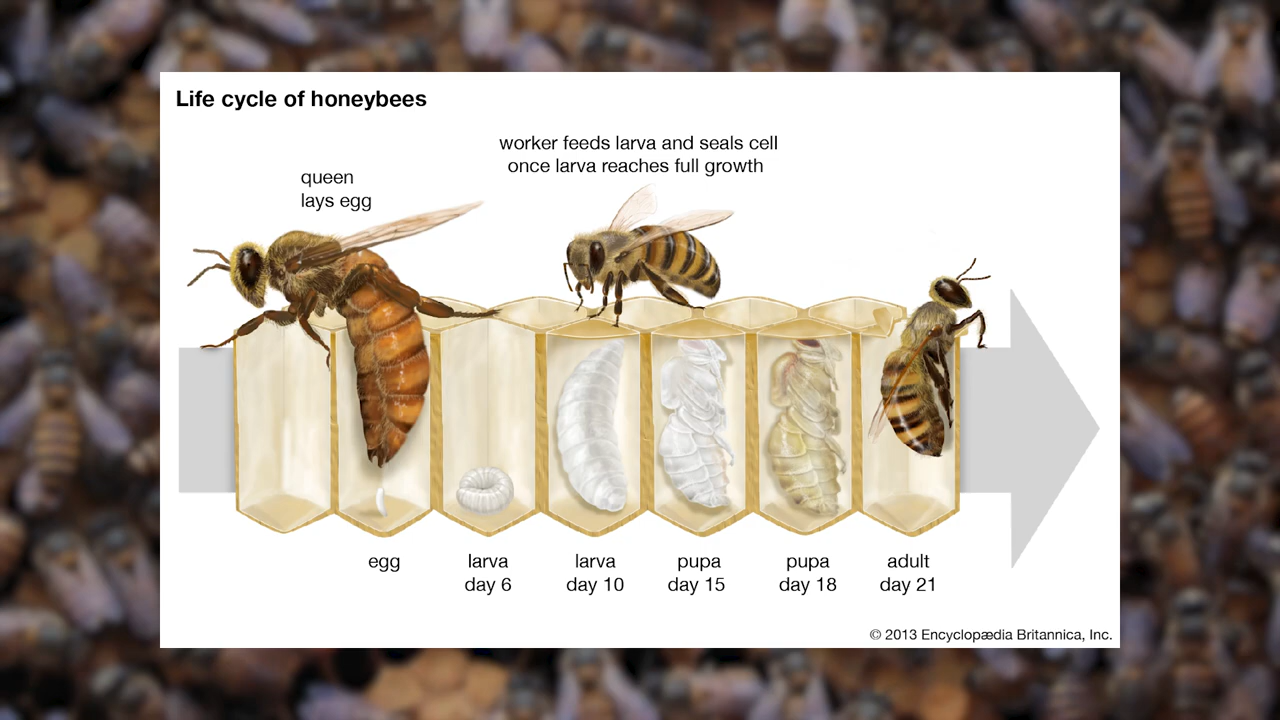 Life cycle of honeybees
queen
lays egg
worker feeds larva and seals cell
once larva reaches full growth
egg
larva
day 6
larva
day 10
pupa
day 15
pupa
day 18
adult
day 21
© 2013 Encyclopædia Britannica, Inc.